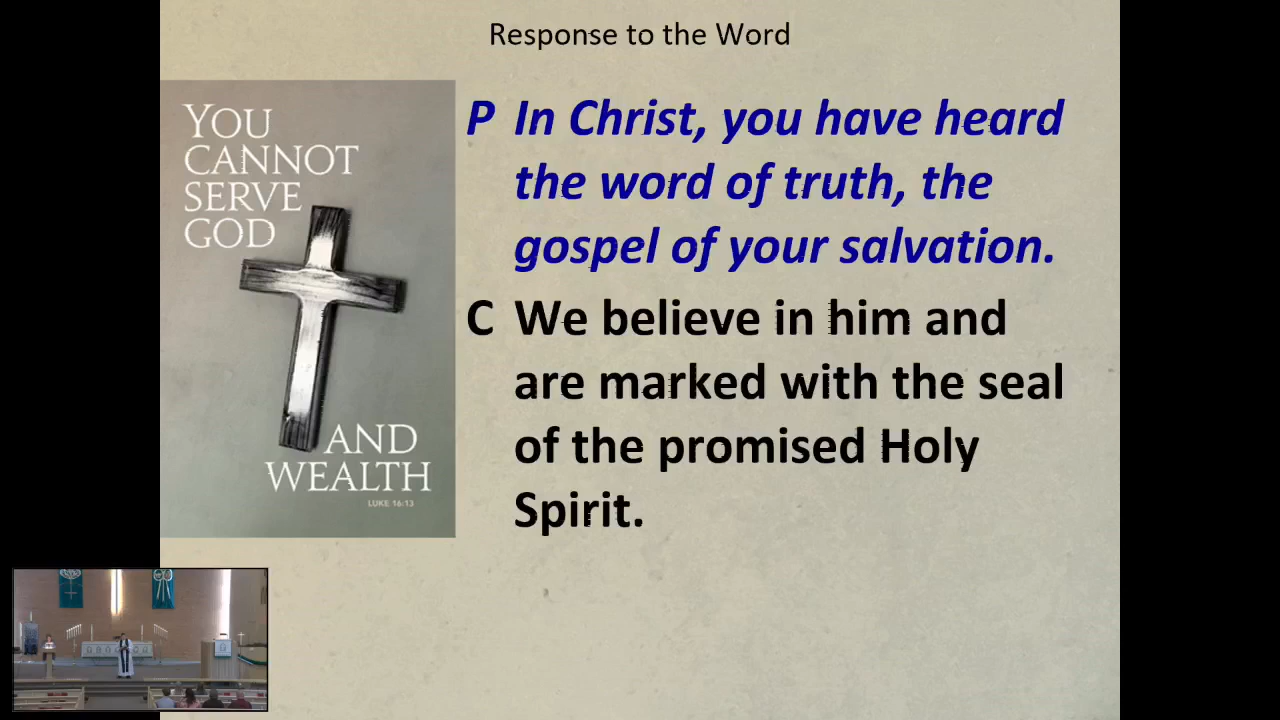 Response to the Word
YOU
CANNOT
SERVE
GOD
AND
WEALTH
LUKE 16:13
P In Christ, you have heard
the word of truth, the
gospel of your salvation.
C We believe in him and
are marked with the seal
of the promised Holy
Spirit.